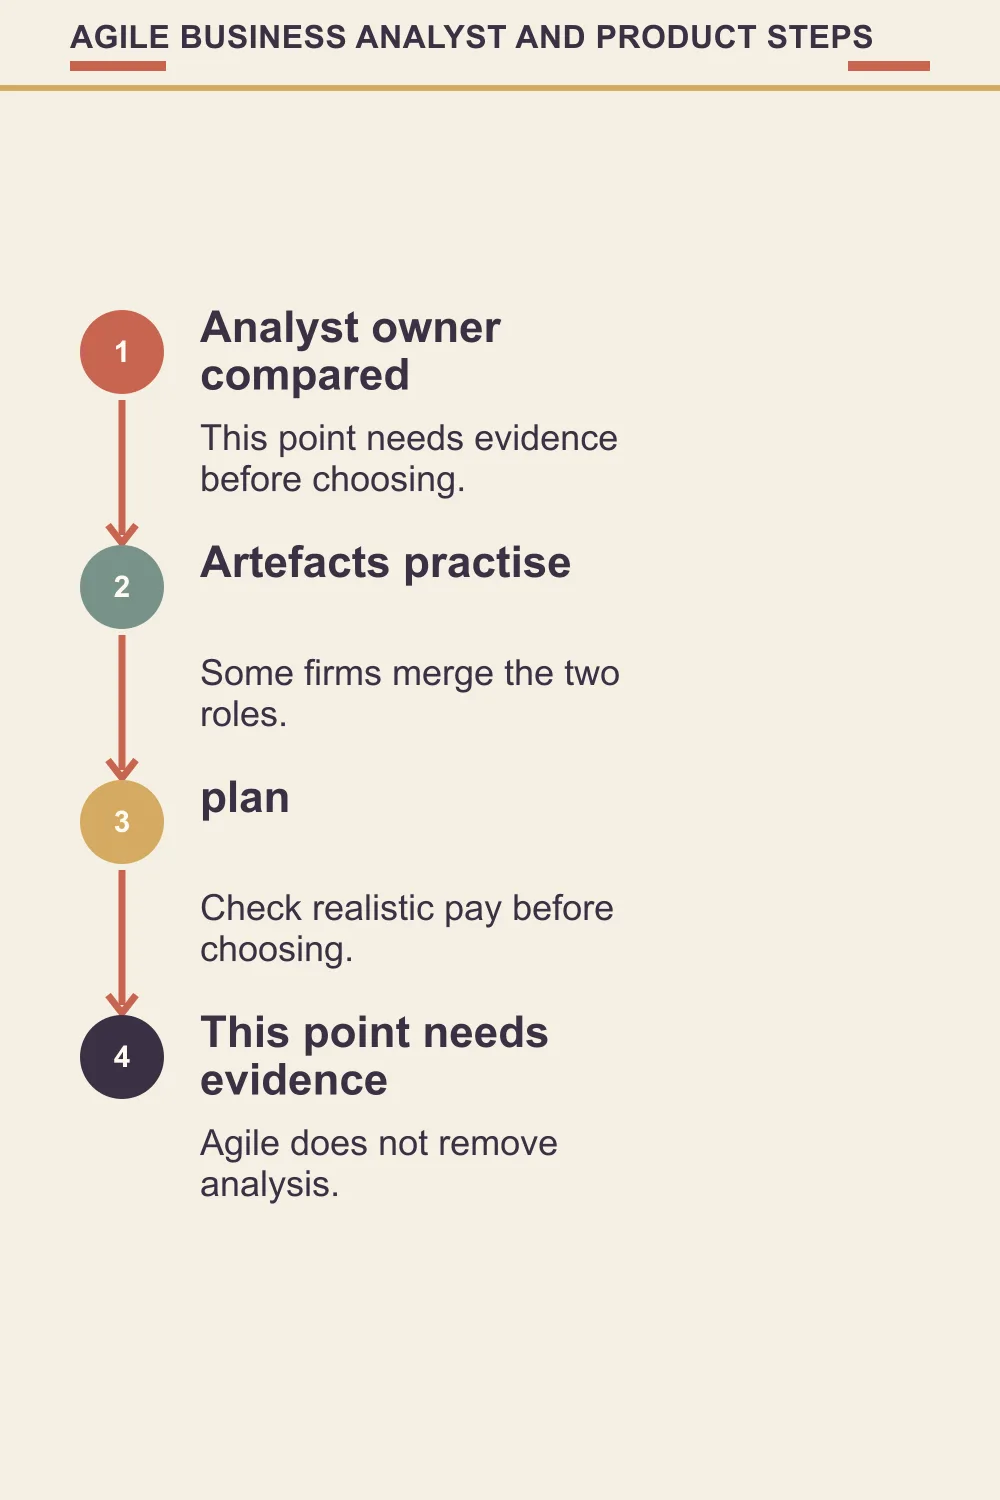 AGILE BUSINESS ANALYST AND PRODUCT STEPS
1
Analyst owner
compared
This point needs evidence
before choosing.
2
Artefacts practise
Some firms merge the two
roles.
3
plan
Check realistic pay before
choosing.
4
This point needs
evidence
Agile does not remove
analysis.